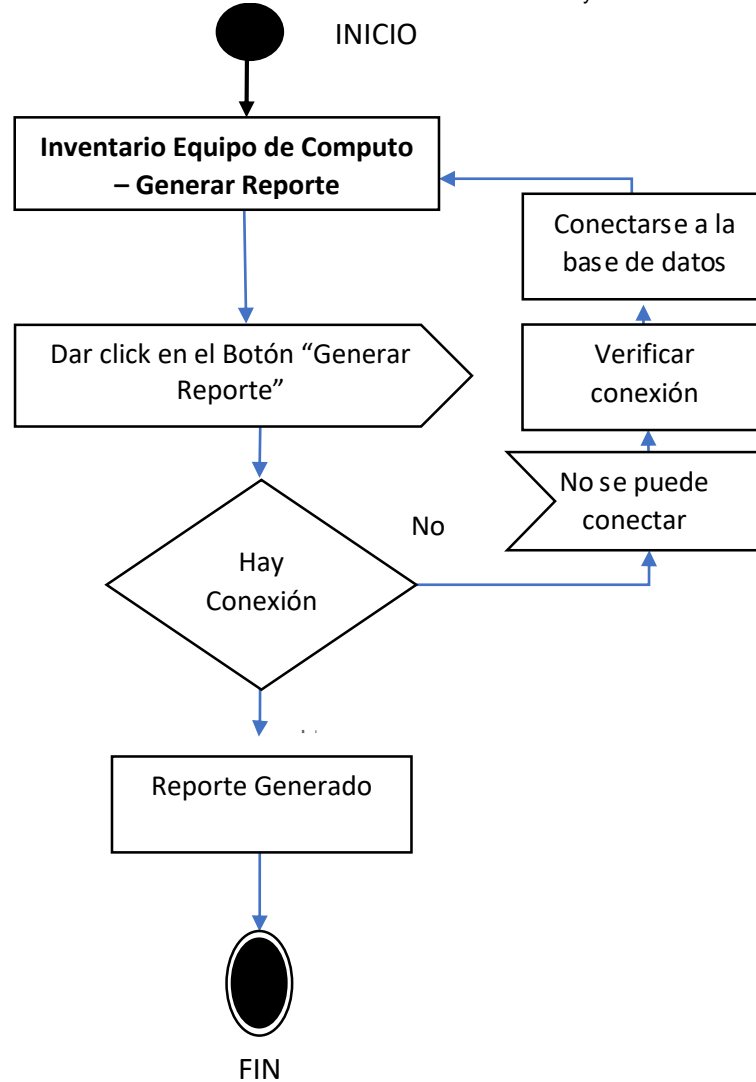 INICIO
Inventario Equipo de Computo
– Generar Reporte
Conectarse a la
base de datos
Dar click en el Botón “Generar
Reporte”
Verificar
conexión
No se puede
conectar
No
Hay
Conexión
Reporte Generado
FIN